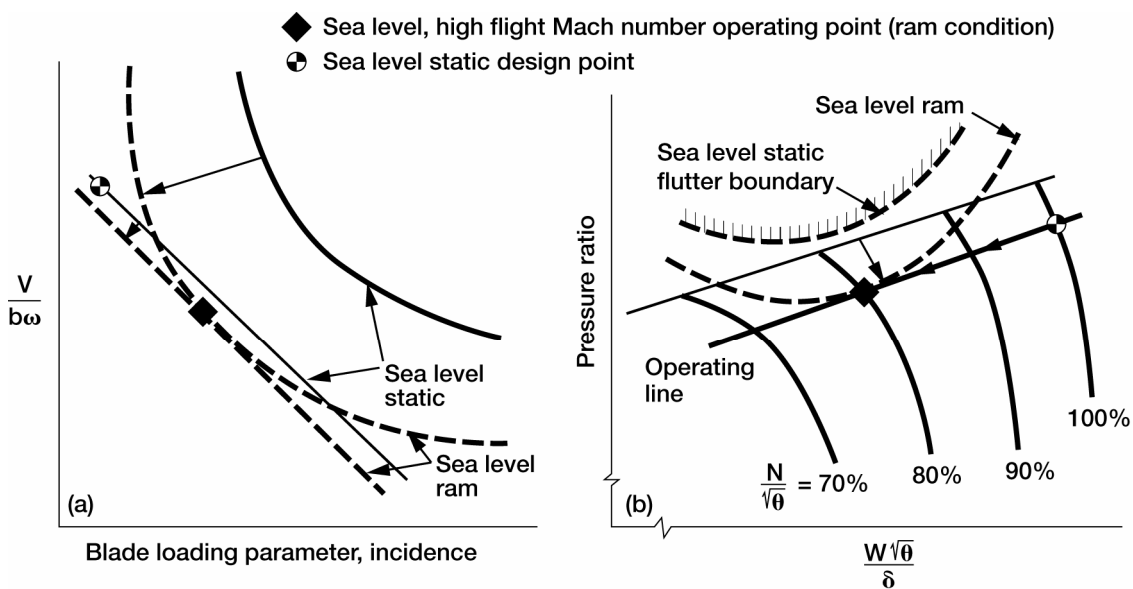 Sea level, high flight Mach number operating point (ram condition)
Sea level static design point
V
bω
Sea level
static
Sea level
ram
(a)
Blade loading parameter, incidence
Sea level ram
Sea level static
flutter boundary
Pressure ratio
Operating
line
100%
90%
80%
N
√θ
= 70%
(b)
W√θ
δ